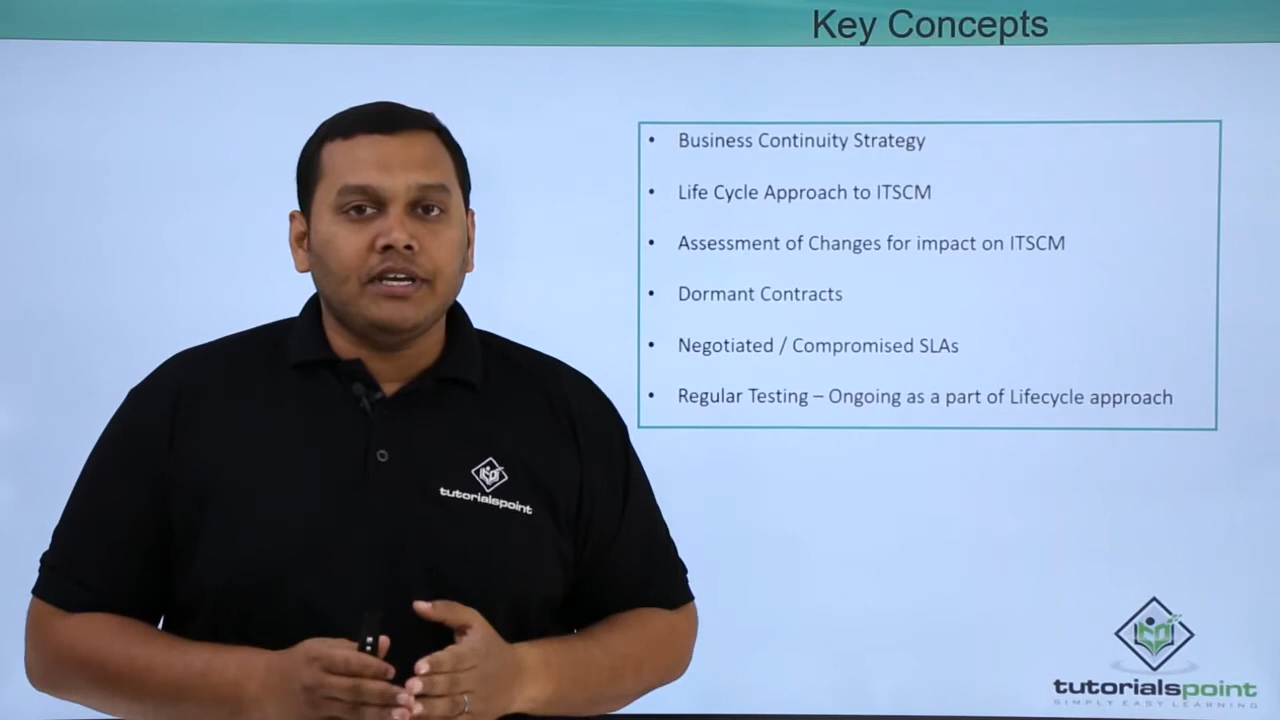 Key Concepts
• Business Continuity Strategy
• Life Cycle Approach to ITSCM
• Assessment of Changes for impact on ITSCM
• Dormant Contracts
• Negotiated / Compromised SLAs
• Regular Testing – Ongoing as a part of Lifecycle approach
tutorialspoint
tutorialspoint
SIMPLY EASY LEARNING